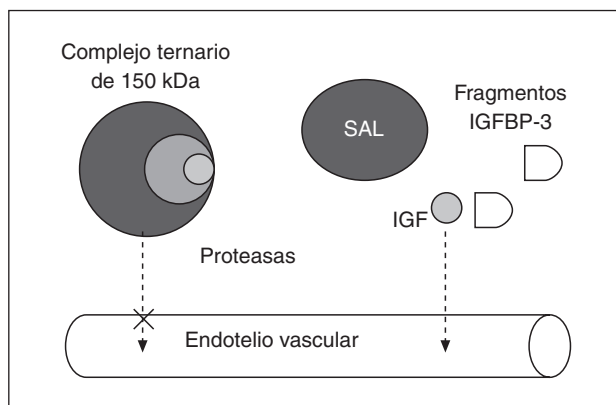 Complejo ternario
de 150 kDa
SAL
Fragmentos
IGFBP-3
IGF
Proteasas
Endotelio vascular